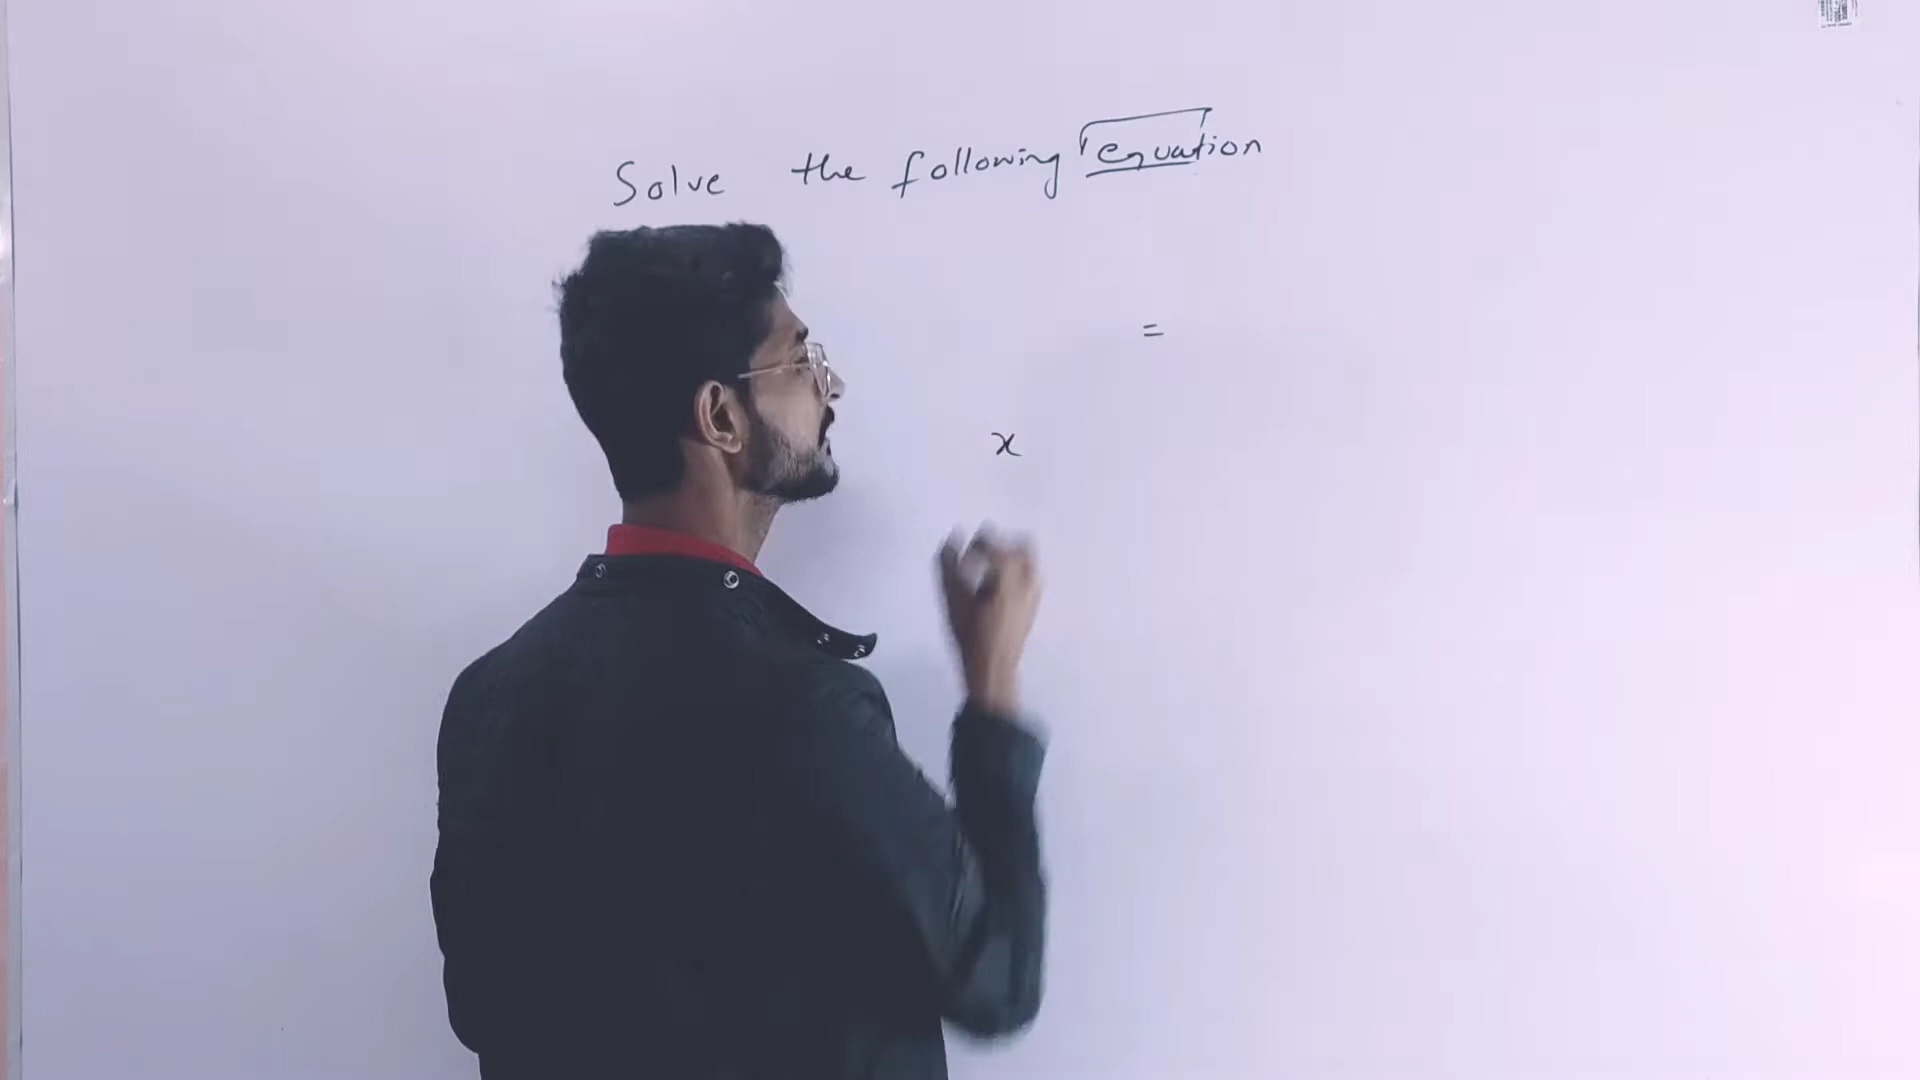 Solve the following equation
=
x